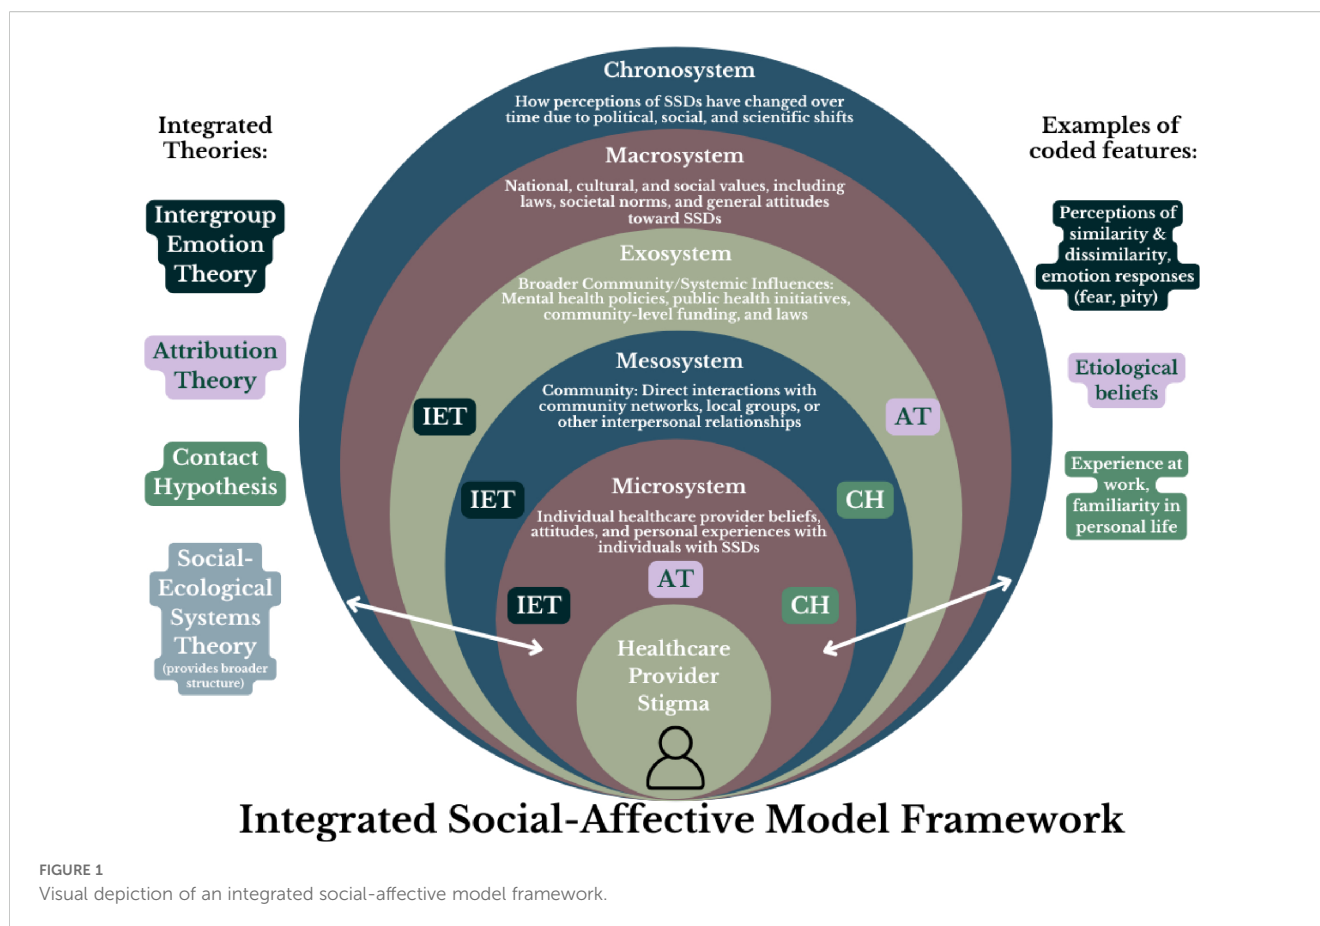 Integrated
Theories:
Intergroup
Emotion
Theory
Attribution
Theory
Contact
Hypothesis
Social-
Ecological
Systems
Theory
(provides broader
structure)
Chronosystem
How perceptions of SSDs have changed over
time due to political, social, and scientific shifts
Macrosystem
National, cultural, and social values, including
laws, societal norms, and general attitudes
toward SSDs
Exosystem
Broader Community/Systemic Influences:
Mental health policies, public health initiatives,
community-level funding, and laws
Mesosystem
Community: Direct interactions with
community networks, local groups, or
other interpersonal relationships
IET
AT
IET
CH
Microsystem
Individual healthcare provider beliefs,
attitudes, and personal experiences with
individuals with SSDs
AT
IET
CH
Healthcare
Provider
Stigma
Examples of
coded features:
Perceptions of
similarity &
dissimilarity,
emotion responses
(fear, pity)
Etiological
beliefs
Experience at
work,
familiarity in
personal life
Integrated Social-Affective Model Framework
FIGURE 1
Visual depiction of an integrated social-affective model framework.